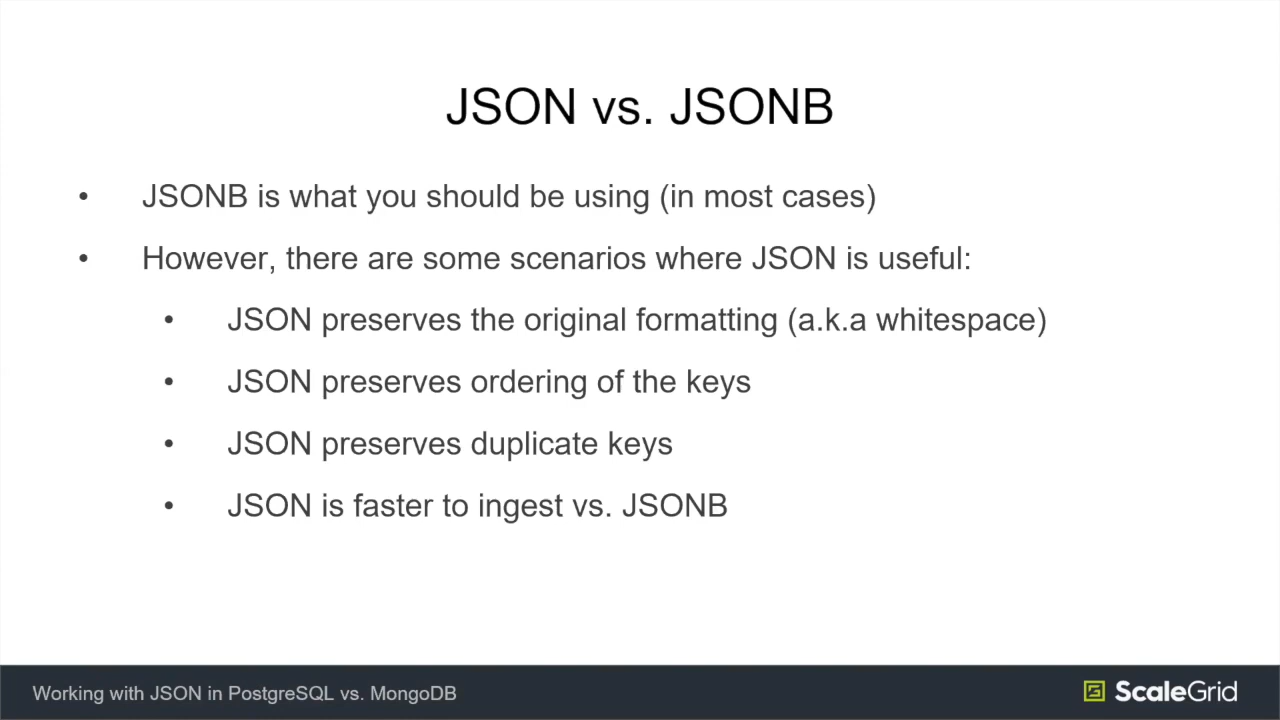 JSON vs. JSONB
• JSONB is what you should be using (in most cases)
• However, there are some scenarios where JSON is useful:
• JSON preserves the original formatting (a.k.a whitespace)
• JSON preserves ordering of the keys
• JSON preserves duplicate keys
• JSON is faster to ingest vs. JSONB
Working with JSON in PostgreSQL vs. MongoDB
ScaleGrid